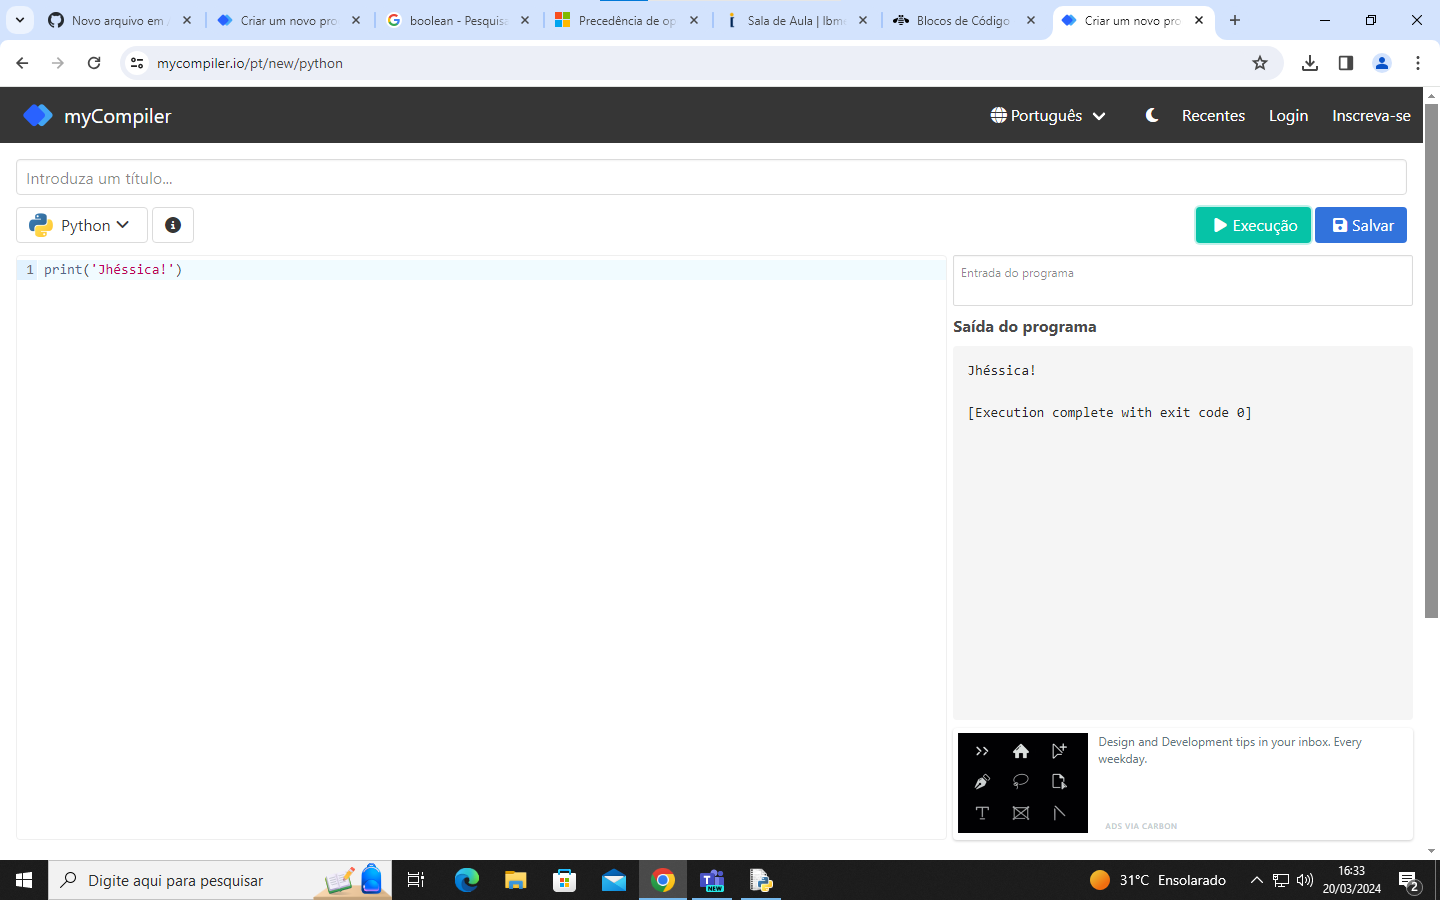 Novo arquivo em
Criar um novo pro
boolean - Pesquis
Precedência de op
Sala de Aula | Ibm
Blocos de Código
Criar um novo pro
mycompiler.io/pt/new/python
myCompiler
Português
Recentes
Login
Inscreva-se
Introduza um título...
Python
Execução
Salvar
1 print('Jhéssica!')
Entrada do programa
Saída do programa
Jhéssica!
[Execution complete with exit code 0]
Design and Development tips in your inbox. Every
weekday.
ADS VIA CARBON
Digite aqui para pesquisar
NEW
31°C Ensolarado
16:33
20/03/2024
2